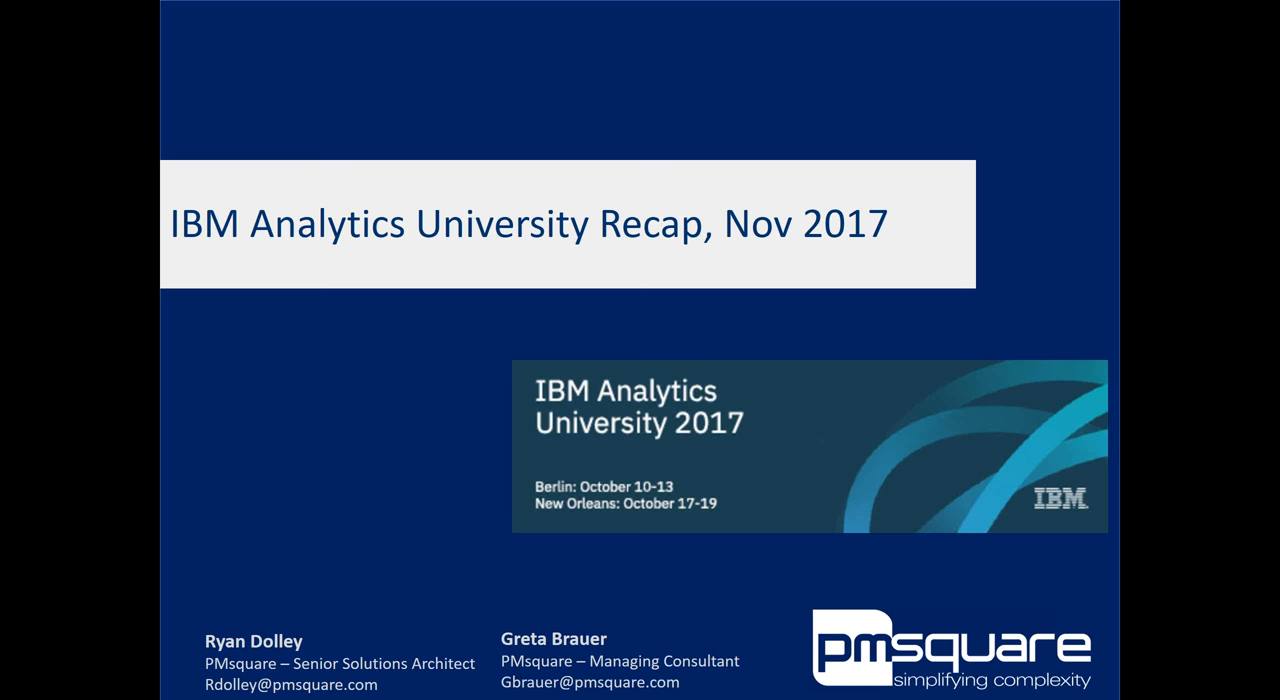 IBM Analytics University Recap, Nov 2017
IBM Analytics
University 2017
Berlin: October 10-13
New Orleans: October 17-19
IBM
Ryan Dolley
PMsquare – Senior Solutions Architect
Rdolley@pmsquare.com
Greta Brauer
PMsquare – Managing Consultant
Gbrauer@pmsquare.com
pmsquare
simplifying complexity